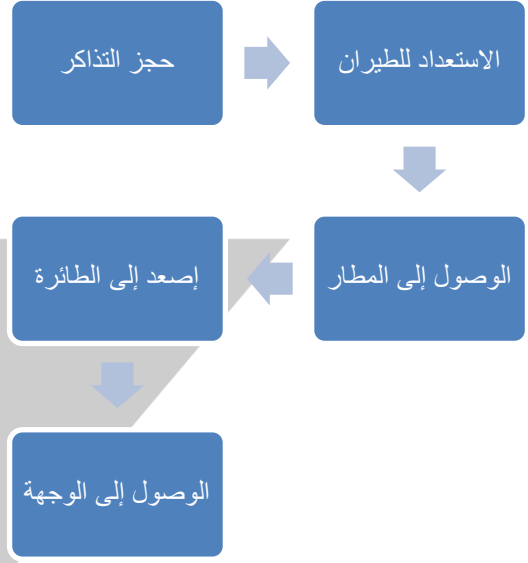 حجز التذاكر
الاستعداد للطيران
الوصول إلى المطار
إصعد إلى الطائرة
الوصول إلى الوجهة